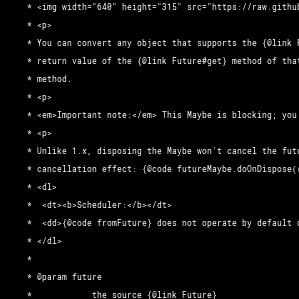 * <img width="640" height="315" src="https://raw.github
* <p>
* You can convert any object that supports the {@link F
* return value of the {@link Future#get} method of that
* method.
* <p>
* <em>Important note:</em> This Maybe is blocking; you
* <p>
* Unlike 1.x, disposing the Maybe won't cancel the futu
* cancellation effect: {@code futureMaybe.doOnDispose((
* <dl>
* <dt><b>Scheduler:</b></dt>
* <dd>{@code fromFuture} does not operate by default o
* </dl>
*
* @param future
* the source {@link Future}